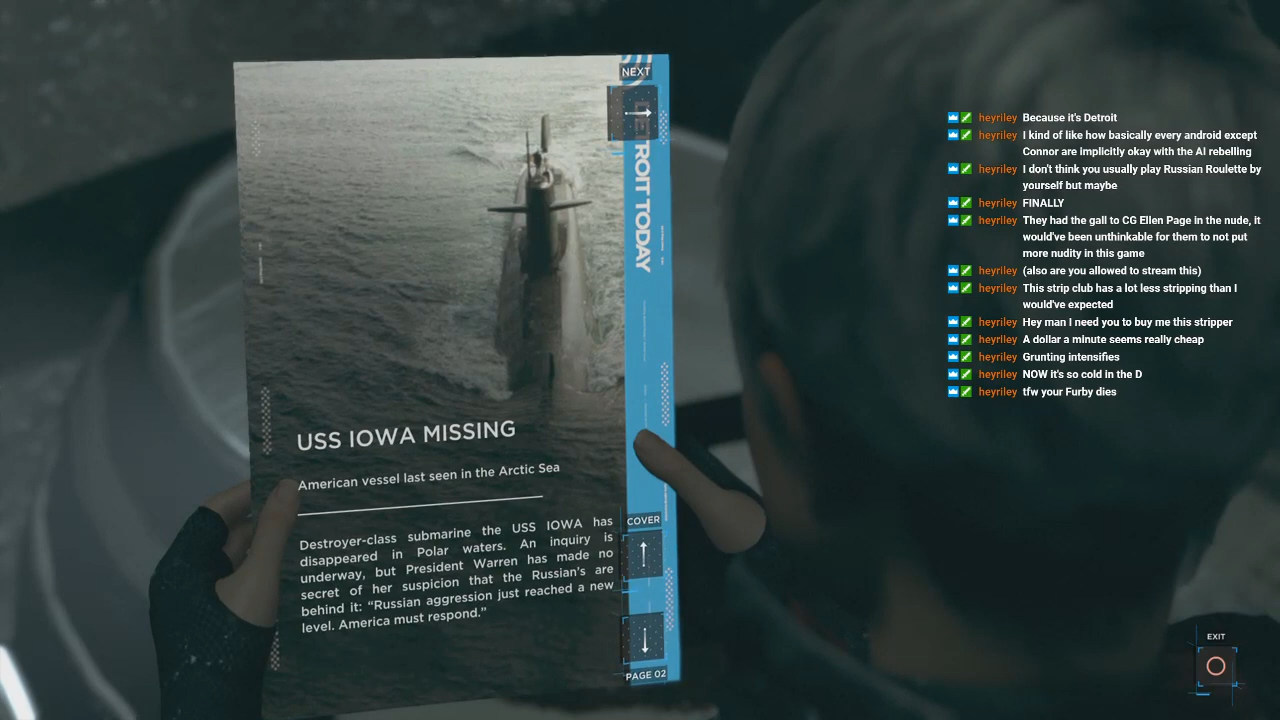 NEXT
DETROIT TODAY
USS IOWA MISSING
American vessel last seen in the Arctic Sea
Destroyer-class submarine the USS IOWA has
disappeared in Polar waters. An inquiry is
underway, but President Warren has made no
secret of her suspicion that the Russian's are
behind it: “Russian aggression just reached a new
level. America must respond.”
COVER
PAGE 02
heyriley Because it's Detroit
heyriley I kind of like how basically every android except
Connor are implicitly okay with the AI rebelling
heyriley I don't think you usually play Russian Roulette by
yourself but maybe
heyriley FINALLY
heyriley They had the gall to CG Ellen Page in the nude, it
would've been unthinkable for them to not put
more nudity in this game
heyriley (also are you allowed to stream this)
heyriley This strip club has a lot less stripping than I
would've expected
heyriley Hey man I need you to buy me this stripper
heyriley A dollar a minute seems really cheap
heyriley Grunting intensifies
heyriley NOW it's so cold in the D
heyriley tfw your Furby dies
EXIT